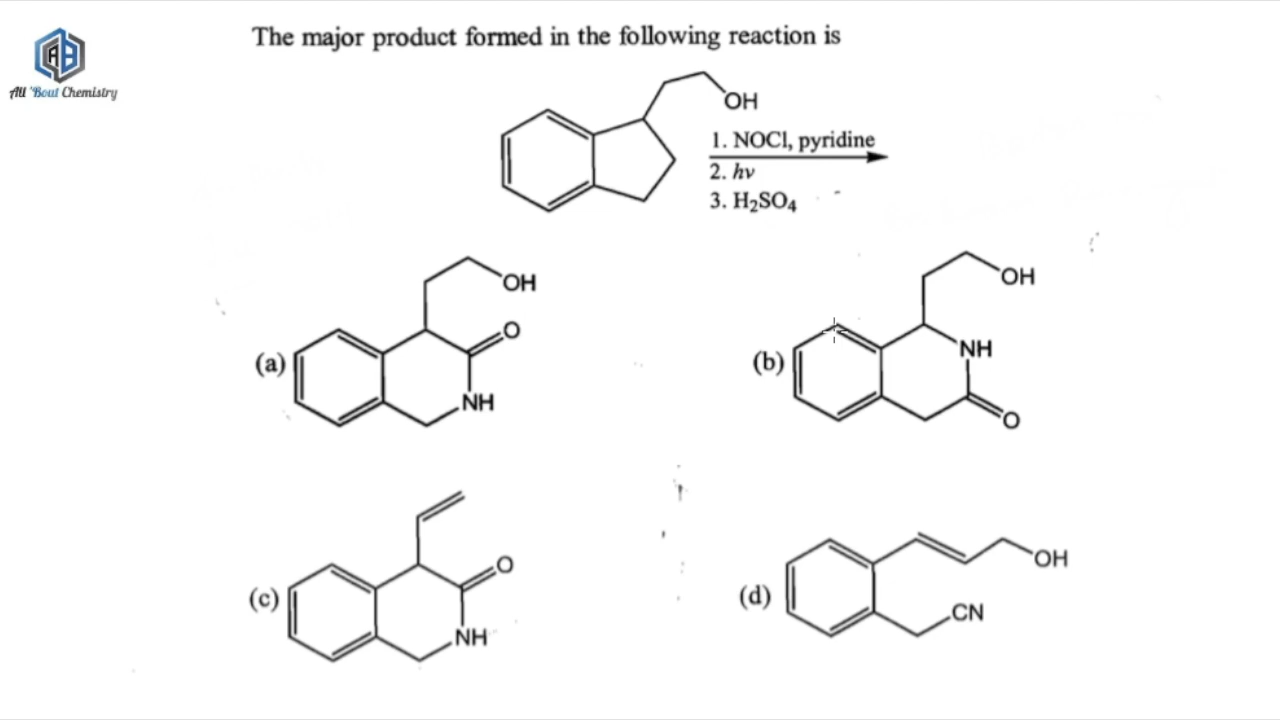 The major product formed in the following reaction is
All 'Bout Chemistry
OH
1. NOCl, pyridine
2. hν
3. H₂SO₄
(a)
OH
O
NH
(b)
OH
NH
O
(c)
O
NH
(d)
OH
CN